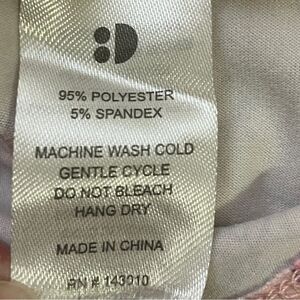 95% POLYESTER
5% SPANDEX
MACHINE WASH COLD
GENTLE CYCLE
DO NOT BLEACH
HANG DRY
MADE IN CHINA
RN # 143010